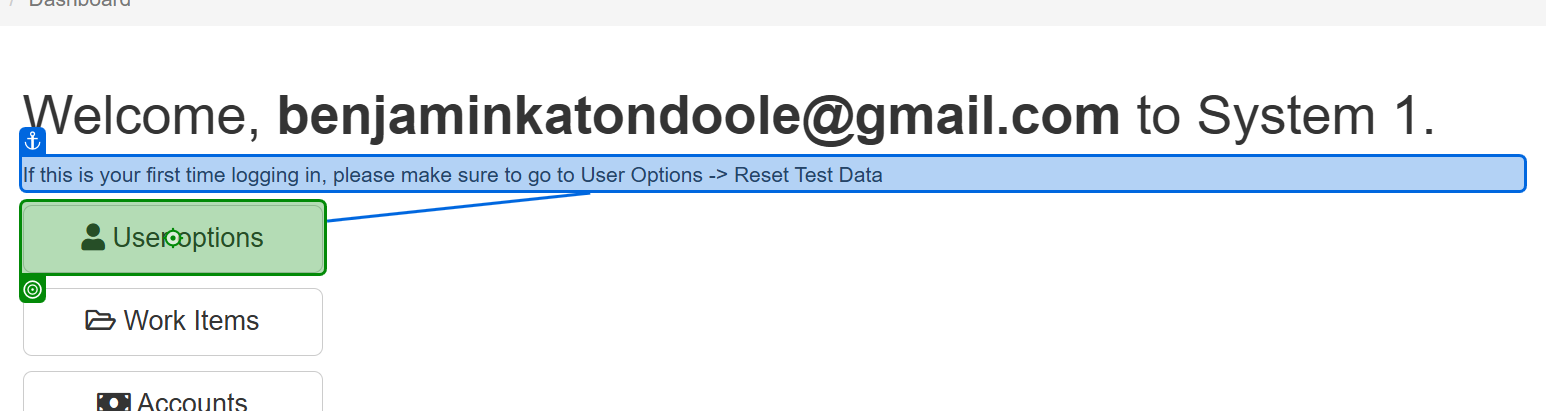 / Dashboard
Welcome, benjaminkatondoole@gmail.com to System 1.
If this is your first time logging in, please make sure to go to User Options -> Reset Test Data
User options
Work Items
Accounts